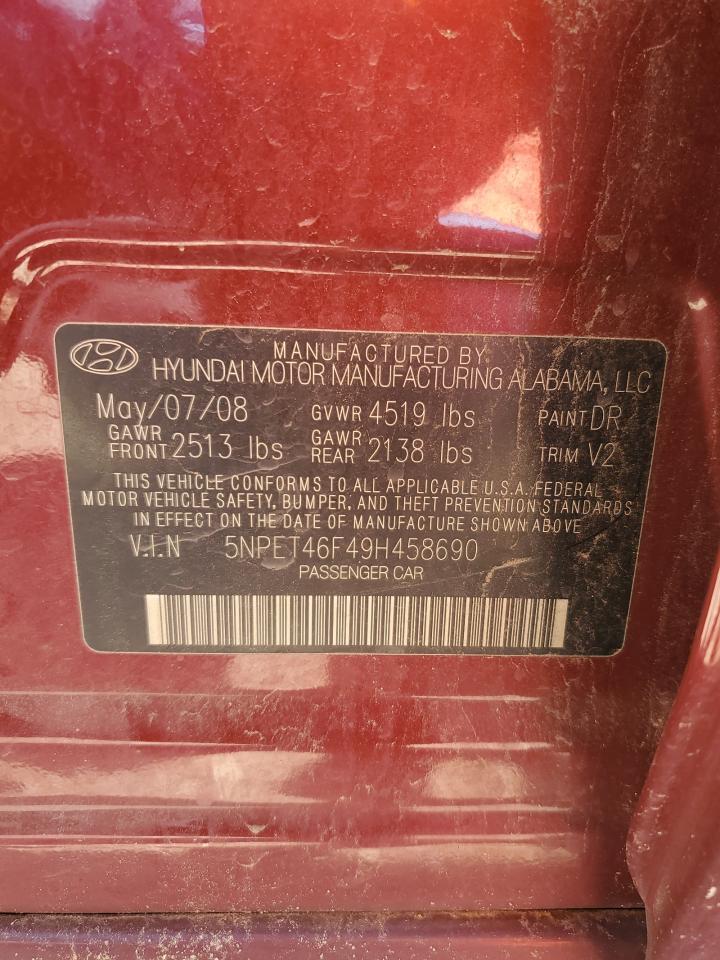 MANUFACTURED BY
HYUNDAI MOTOR MANUFACTURING ALABAMA, LLC
May/07/08 GVWR 4519 lbs PAINT DR
GAWR FRONT 2513 lbs GAWR REAR 2138 lbs TRIM V2
THIS VEHICLE CONFORMS TO ALL APPLICABLE U.S.A. FEDERAL
MOTOR VEHICLE SAFETY, BUMPER, AND THEFT PREVENTION STANDARDS
IN EFFECT ON THE DATE OF MANUFACTURE SHOWN ABOVE
V.I.N 5NPET46F49H458690
PASSENGER CAR